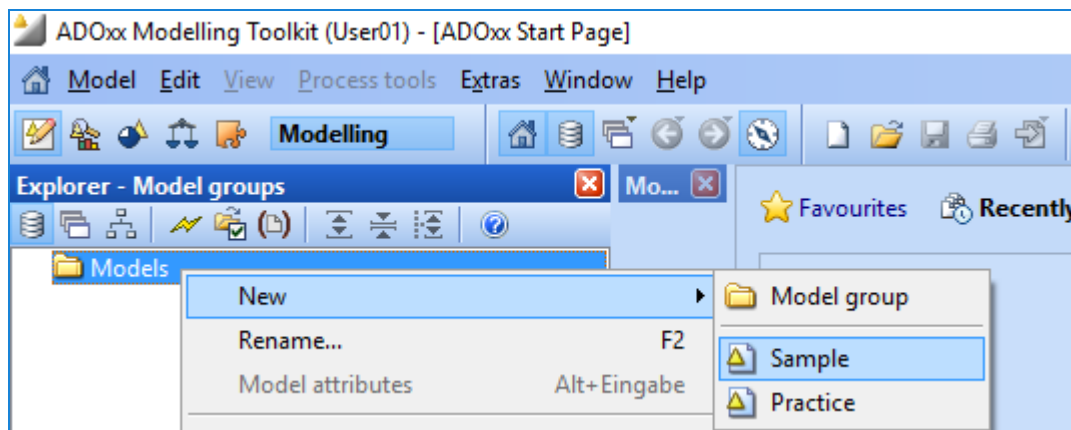 ADOxx Modelling Toolkit (User01) - [ADOxx Start Page]
Model Edit View Process tools Extras Window Help
Modelling
Explorer - Model groups
Mo...
Favourites Recently
Models
New
Model group
Rename... F2
Sample
Model attributes Alt+Eingabe
Practice